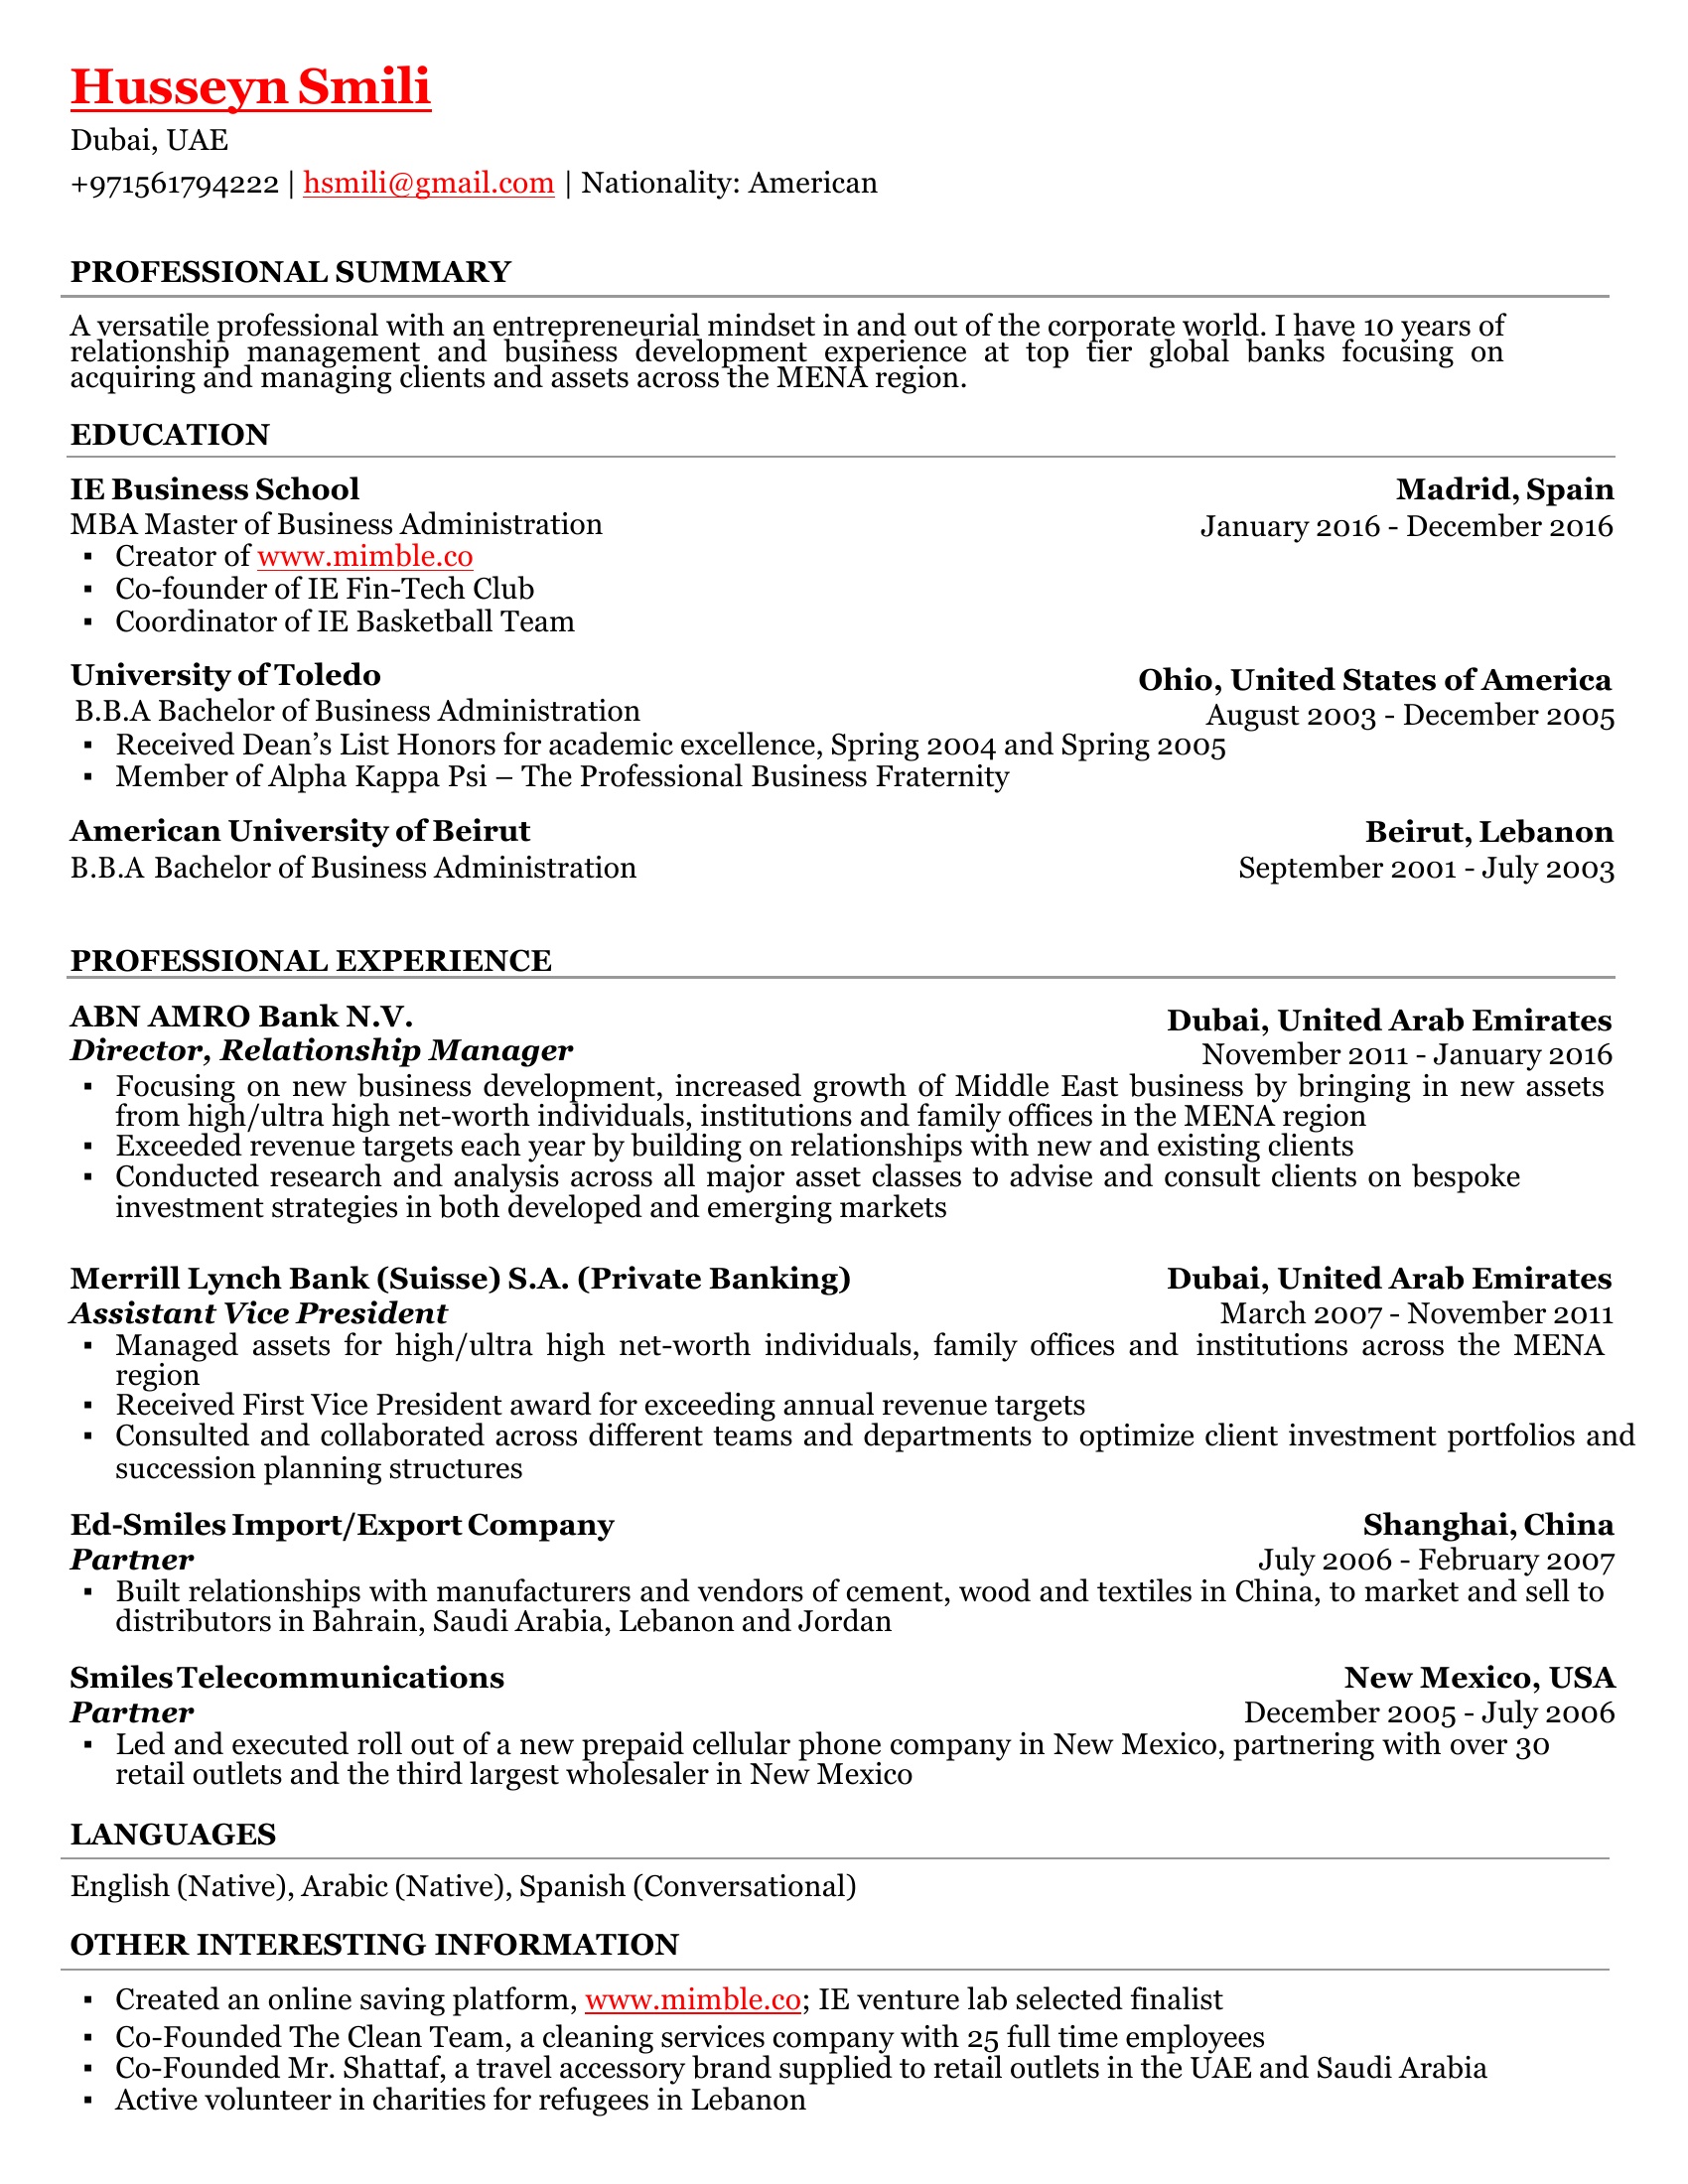 Husseyn Smili
Dubai, UAE
+971561794222 | hsmili@gmail.com | Nationality: American
PROFESSIONAL SUMMARY
A versatile professional with an entrepreneurial mindset in and out of the corporate world. I have 10 years of
relationship management and business development experience at top tier global banks focusing on
acquiring and managing clients and assets across the MENA region.
EDUCATION
IE Business School Madrid, Spain
MBA Master of Business Administration January 2016 - December 2016
▪ Creator of www.mimble.co
▪ Co-founder of IE Fin-Tech Club
▪ Coordinator of IE Basketball Team
University of Toledo Ohio, United States of America
B.B.A Bachelor of Business Administration August 2003 - December 2005
▪ Received Dean’s List Honors for academic excellence, Spring 2004 and Spring 2005
▪ Member of Alpha Kappa Psi – The Professional Business Fraternity
American University of Beirut Beirut, Lebanon
B.B.A Bachelor of Business Administration September 2001 - July 2003
PROFESSIONAL EXPERIENCE
ABN AMRO Bank N.V. Dubai, United Arab Emirates
Director, Relationship Manager November 2011 - January 2016
▪ Focusing on new business development, increased growth of Middle East business by bringing in new assets
from high/ultra high net-worth individuals, institutions and family offices in the MENA region
▪ Exceeded revenue targets each year by building on relationships with new and existing clients
▪ Conducted research and analysis across all major asset classes to advise and consult clients on bespoke
investment strategies in both developed and emerging markets
Merrill Lynch Bank (Suisse) S.A. (Private Banking) Dubai, United Arab Emirates
Assistant Vice President March 2007 - November 2011
▪ Managed assets for high/ultra high net-worth individuals, family offices and institutions across the MENA
region
▪ Received First Vice President award for exceeding annual revenue targets
▪ Consulted and collaborated across different teams and departments to optimize client investment portfolios and
succession planning structures
Ed-Smiles Import/Export Company Shanghai, China
Partner July 2006 - February 2007
▪ Built relationships with manufacturers and vendors of cement, wood and textiles in China, to market and sell to
distributors in Bahrain, Saudi Arabia, Lebanon and Jordan
Smiles Telecommunications New Mexico, USA
Partner December 2005 - July 2006
▪ Led and executed roll out of a new prepaid cellular phone company in New Mexico, partnering with over 30
retail outlets and the third largest wholesaler in New Mexico
LANGUAGES
English (Native), Arabic (Native), Spanish (Conversational)
OTHER INTERESTING INFORMATION
▪ Created an online saving platform, www.mimble.co; IE venture lab selected finalist
▪ Co-Founded The Clean Team, a cleaning services company with 25 full time employees
▪ Co-Founded Mr. Shattaf, a travel accessory brand supplied to retail outlets in the UAE and Saudi Arabia
▪ Active volunteer in charities for refugees in Lebanon